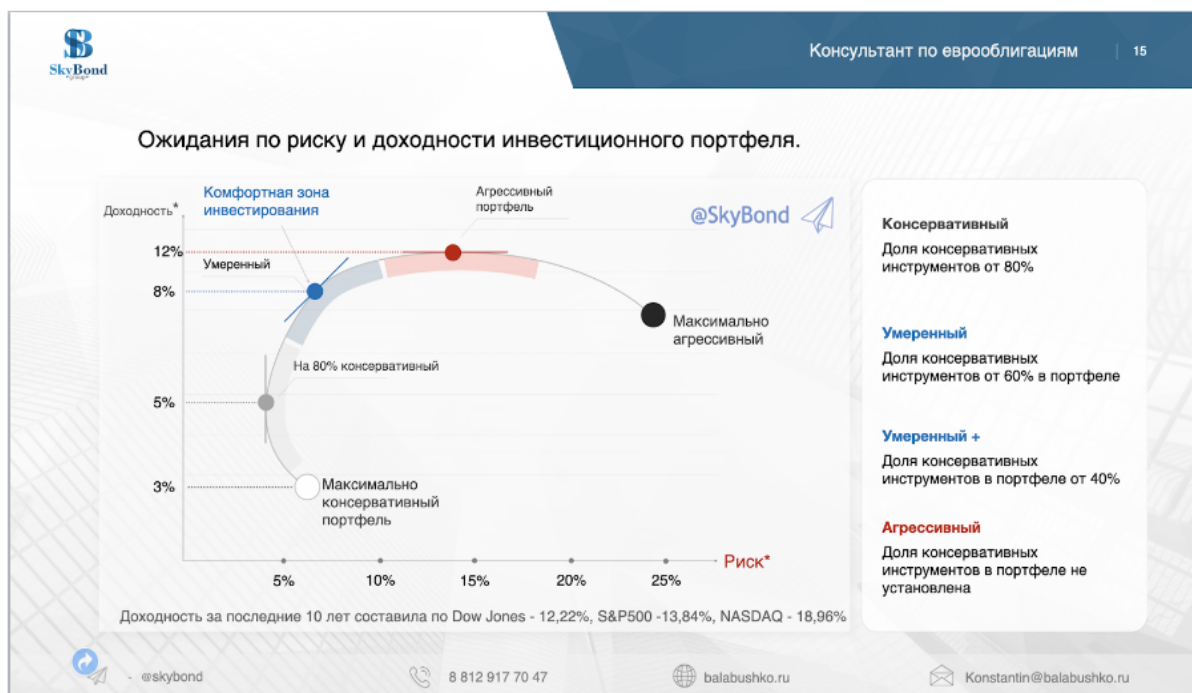 SB
SkyBond
"group"
Консультант по еврооблигациям | 15
Ожидания по риску и доходности инвестиционного портфеля.
Доходность*
Комфортная зона
инвестирования
Агрессивный
портфель
@SkyBond
12%
Умеренный
8%
Максимально
агрессивный
На 80% консервативный
5%
3%
Максимально
консервативный
портфель
Риск*
5% 10% 15% 20% 25%
Доходность за последние 10 лет составила по Dow Jones - 12,22%, S&P500 -13,84%, NASDAQ - 18,96%
Консервативный
Доля консервативных
инструментов от 80%
Умеренный
Доля консервативных
инструментов от 60% в портфеле
Умеренный +
Доля консервативных
инструментов в портфеле от 40%
Агрессивный
Доля консервативных
инструментов в портфеле не
установлена
- @skybond
8 812 917 70 47
balabushko.ru
Konstantin@balabushko.ru